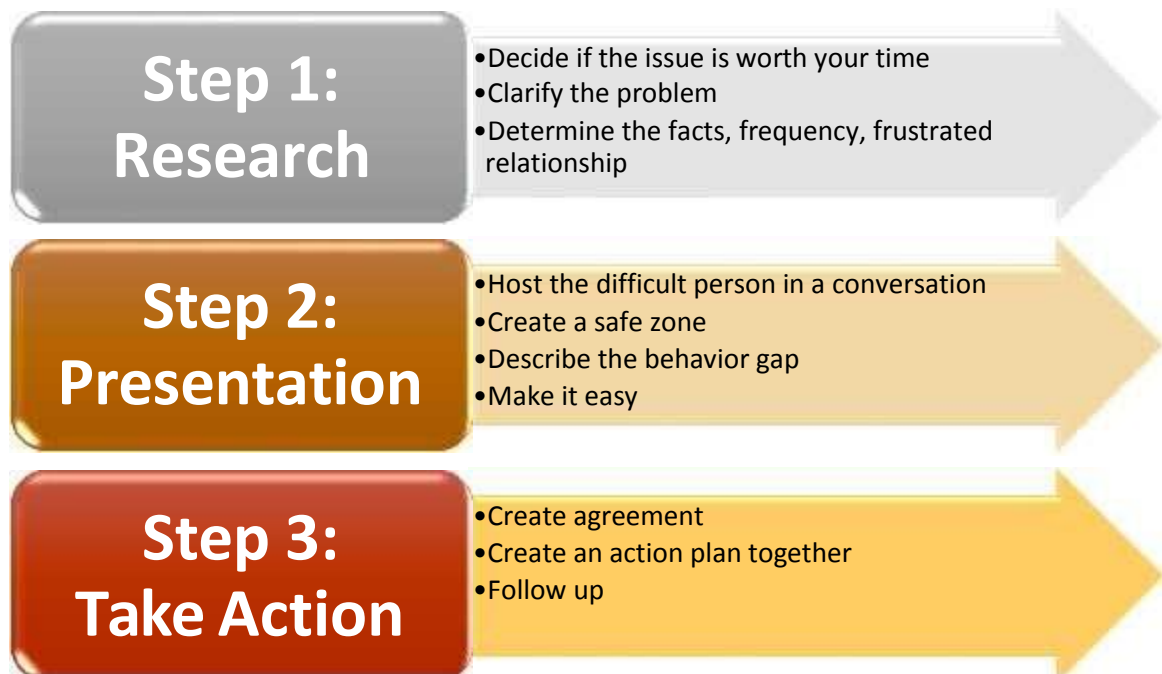 Step 1:
Research
•Decide if the issue is worth your time
•Clarify the problem
•Determine the facts, frequency, frustrated
relationship
Step 2:
Presentation
•Host the difficult person in a conversation
•Create a safe zone
•Describe the behavior gap
•Make it easy
Step 3:
Take Action
•Create agreement
•Create an action plan together
•Follow up